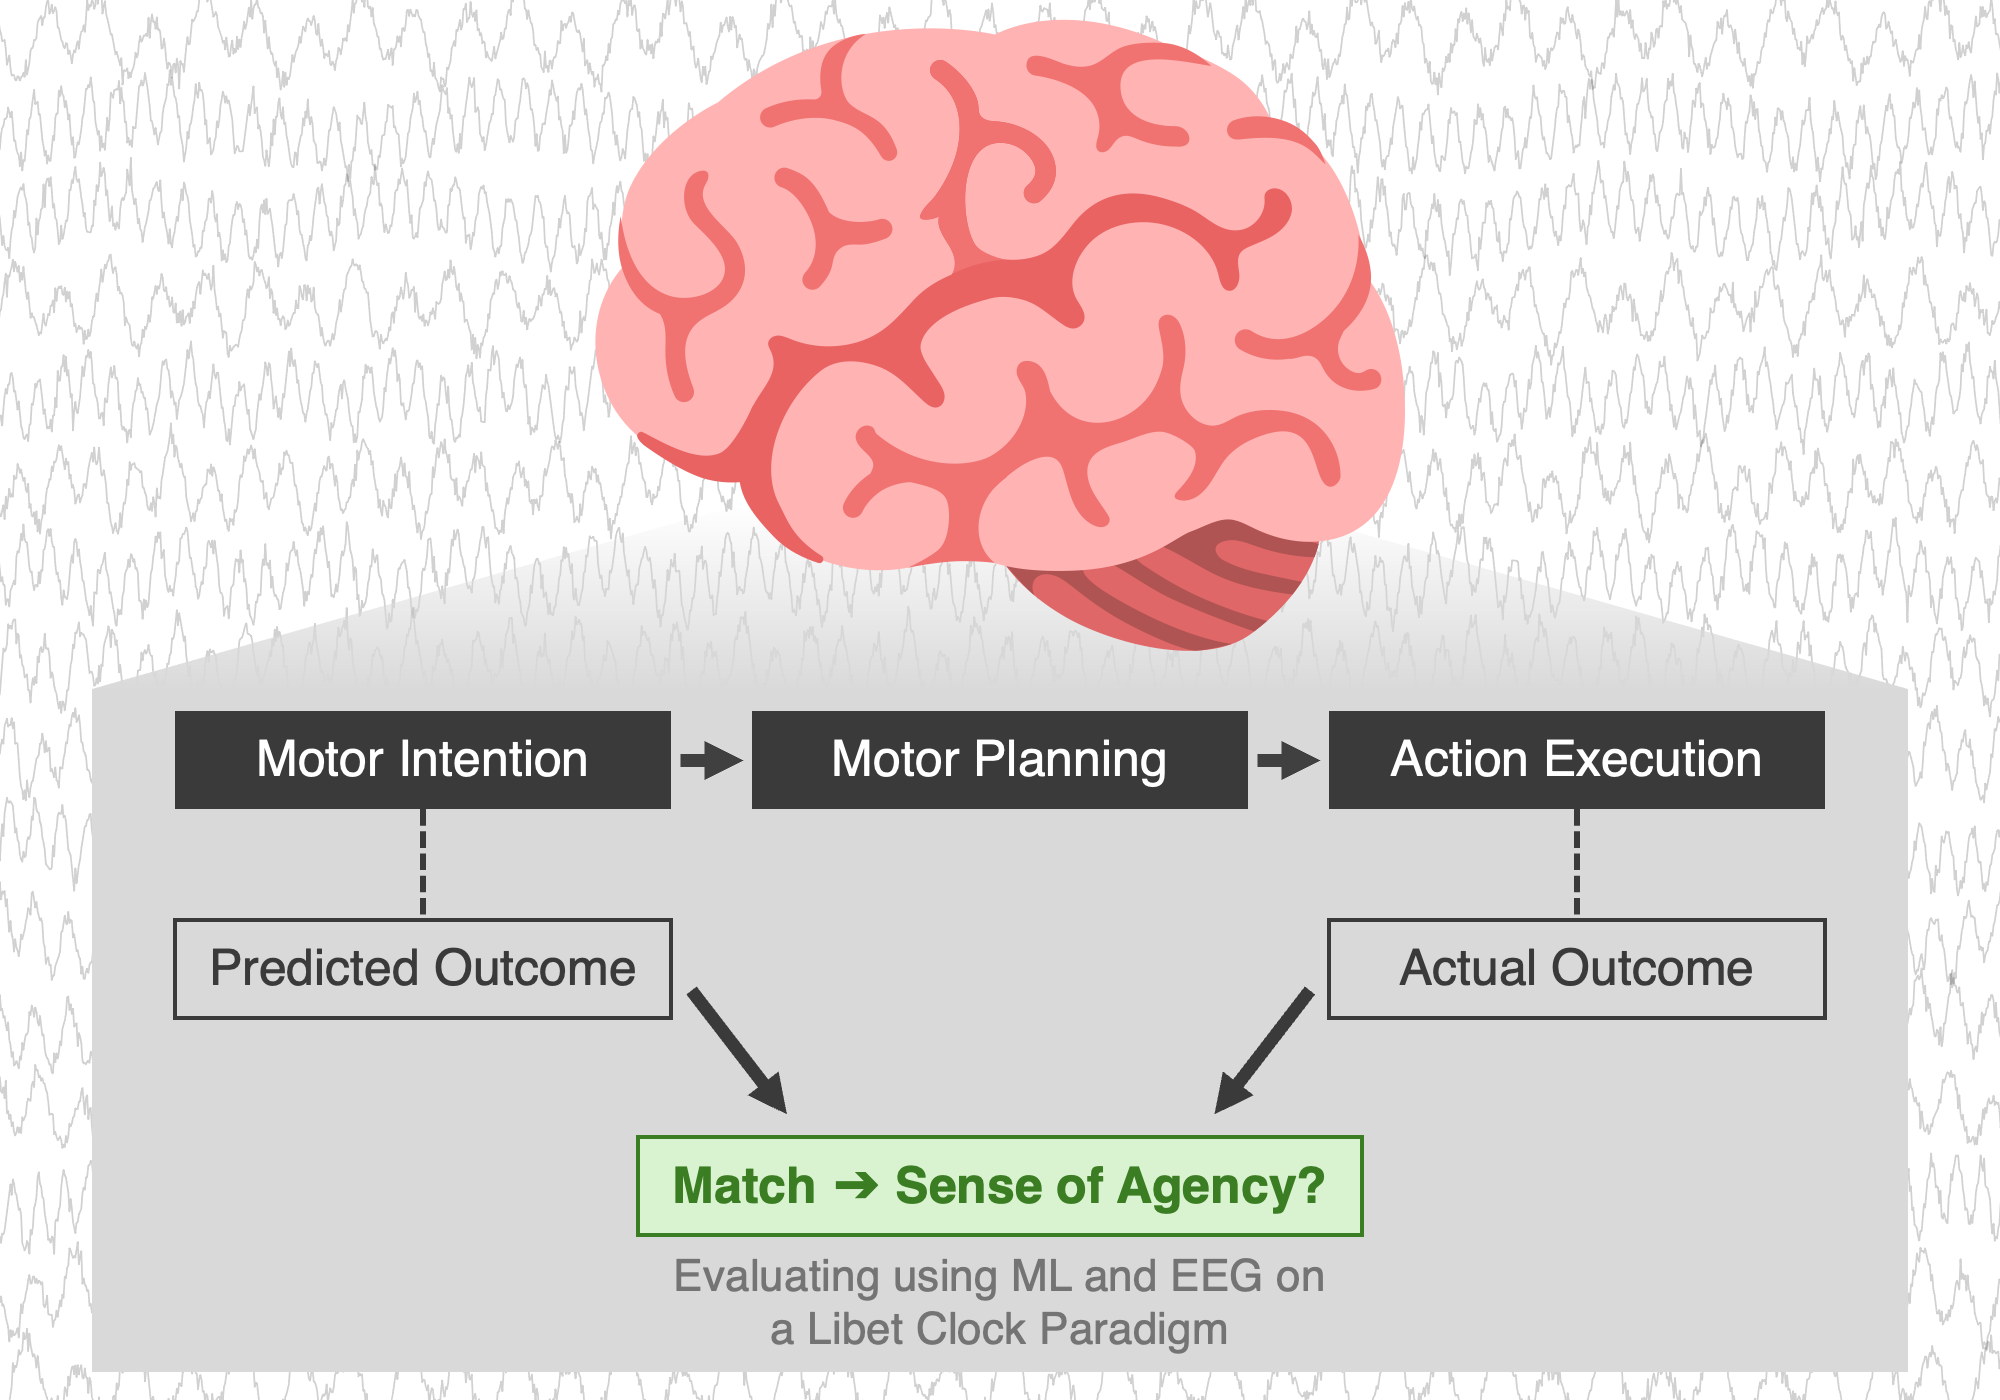 Motor Intention
Motor Planning
Action Execution
Predicted Outcome
Actual Outcome
Match ➔ Sense of Agency?
Evaluating using ML and EEG on
a Libet Clock Paradigm